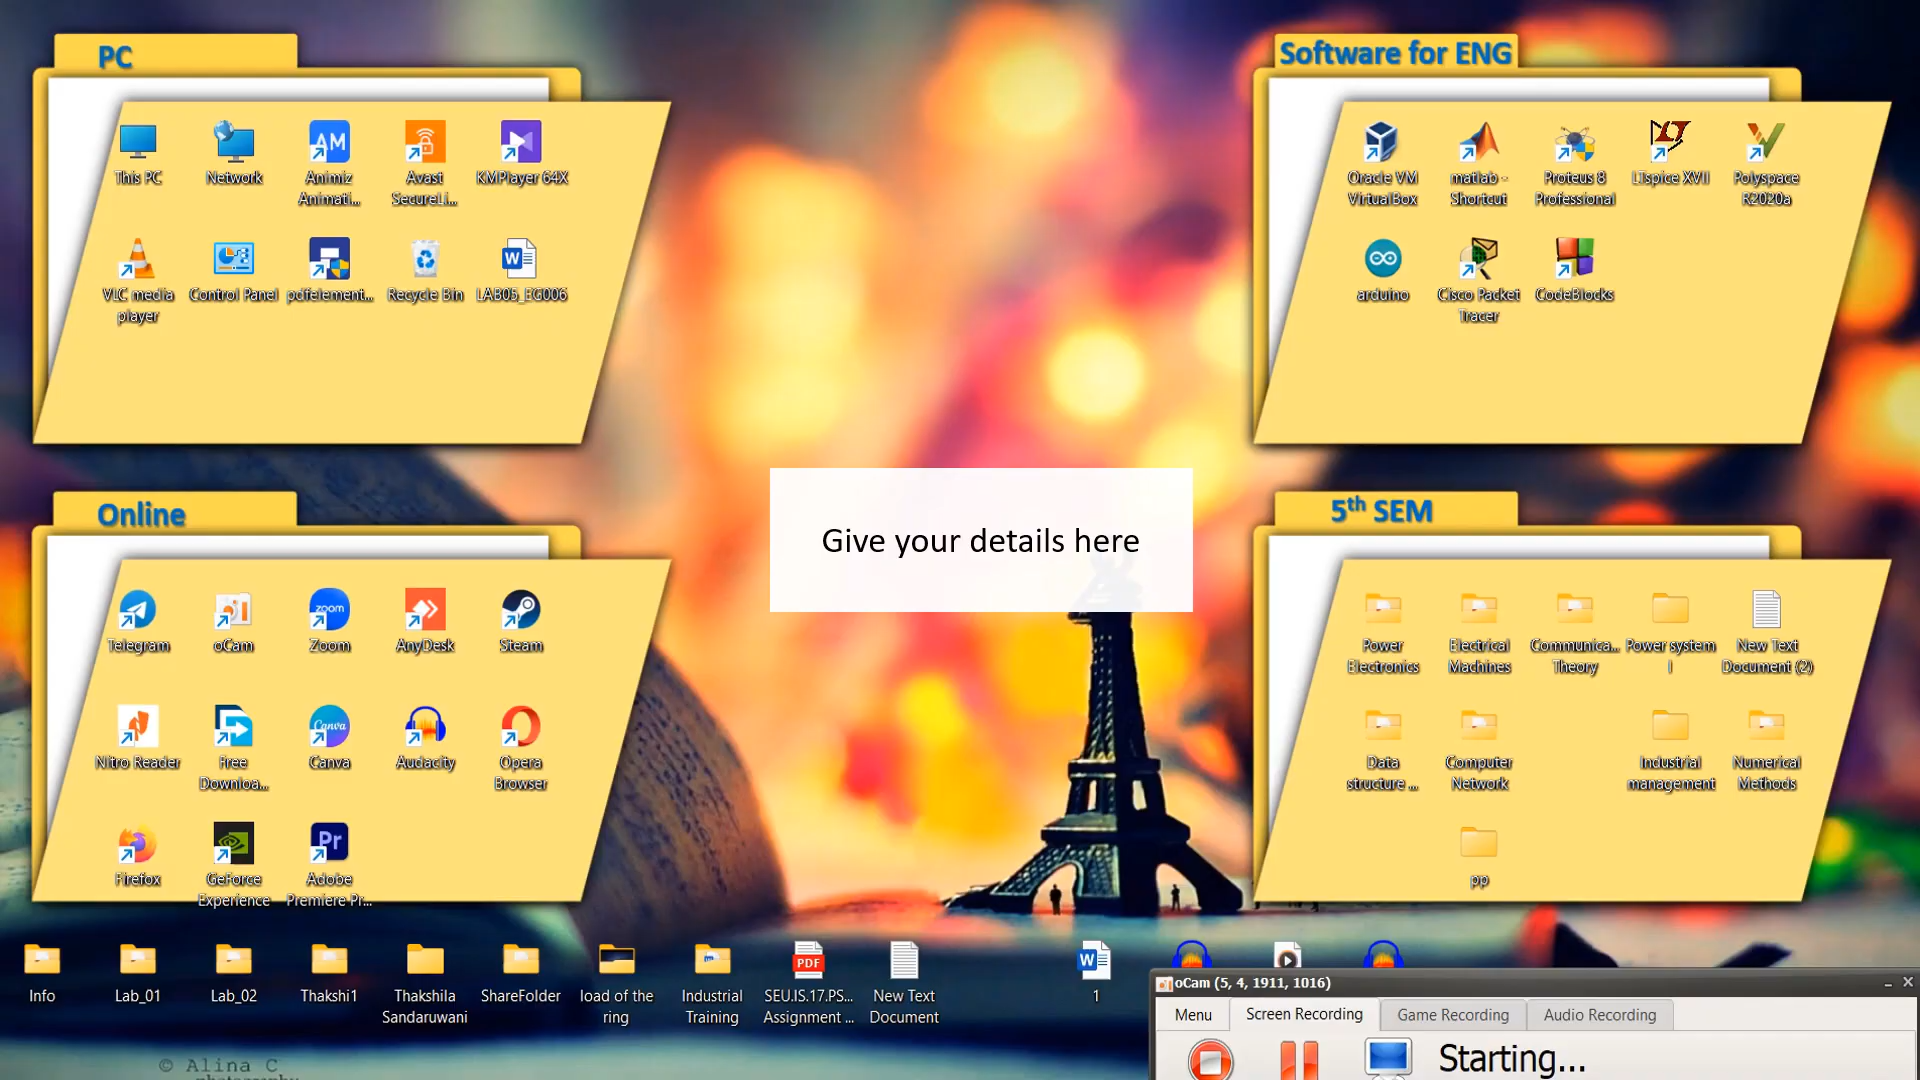 PC
This PC
Network
Animiz
Animati...
Avast
SecureLi...
KMPlayer 64X
VLC media
player
Control Panel
pdfelement...
Recycle Bin
LAB05_EG006
Software for ENG
Oracle VM
VirtualBox
matlab -
Shortcut
Proteus 8
Professional
LTspice XVII
Polyspace
R2020a
arduino
Cisco Packet
Tracer
CodeBlocks
Give your details here
Online
Telegram
oCam
zoom
Zoom
AnyDesk
Steam
Nitro Reader
Free
Downloa...
Canva
Canva
Audacity
Opera
Browser
Firefox
GeForce
Experience
Pr
Adobe
Premiere Pr...
5th SEM
Power
Electronics
Electrical
Machines
Communica...
Theory
Power system
I
New Text
Document (2)
Data
structure ...
Computer
Network
Industrial
management
Numerical
Methods
pp
Info
Lab_01
Lab_02
Thakshi1
Thakshila
Sandaruwani
ShareFolder
load of the
ring
Industrial
Training
PDF
SEU.IS.17.PS...
Assignment ...
New Text
Document
1
oCam (5, 4, 1911, 1016)
Menu
Screen Recording
Game Recording
Audio Recording
Starting...
© Alina C
photography